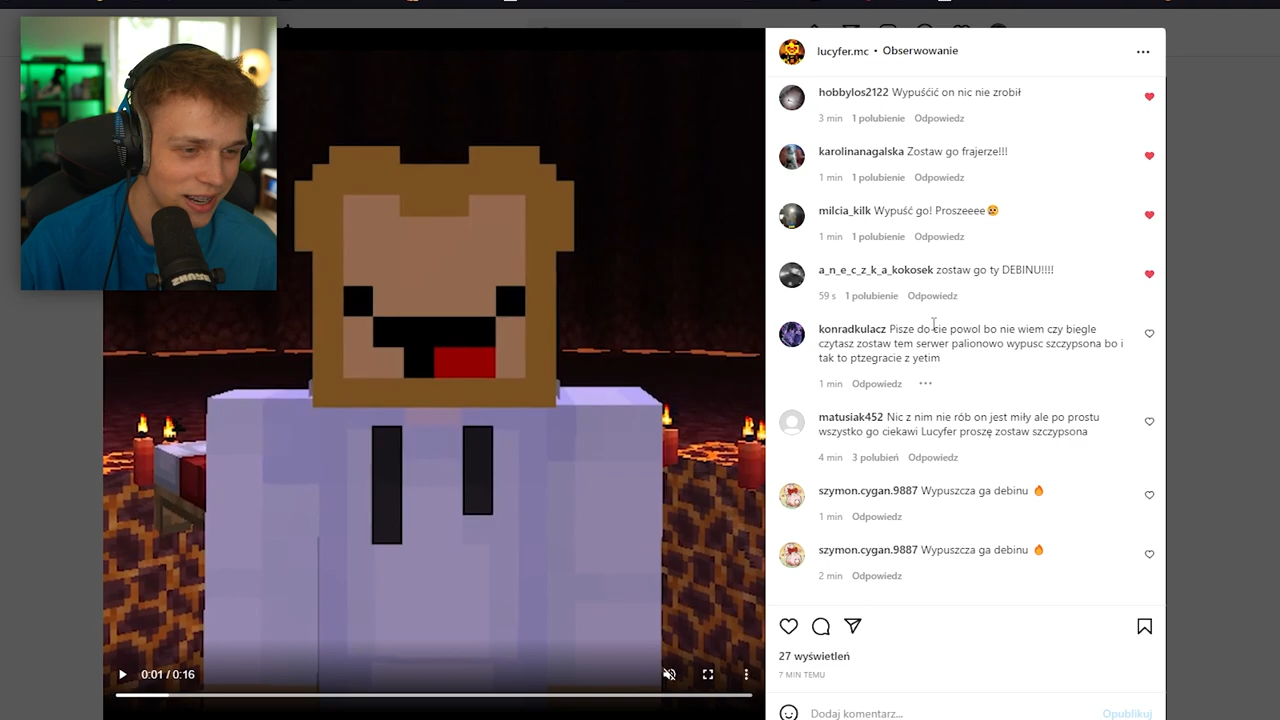 lucyfer.mc • Obserwowanie
hobbylos2122 Wypuśćić on nic nie zrobił
3 min 1 polubienie Odpowiedz
karolinanagalska Zostaw go frajerze!!!
1 min 1 polubienie Odpowiedz
milcia_kilk Wypuść go! Proszeeee😢
1 min 1 polubienie Odpowiedz
a_n_e_c_z_k_a_kokosek zostaw go ty DEBINU!!!!
59 s 1 polubienie Odpowiedz
konradkulacz Pisze do cie powol bo nie wiem czy biegle
czytasz zostaw tem serwer palionowo wypusc szczypsona bo i
tak to ptzegracie z yetim
1 min Odpowiedz
matusiak452 Nic z nim nie rób on jest miły ale po prostu
wszystko go ciekawi Lucyfer proszę zostaw szczypsona
4 min 3 polubień Odpowiedz
szymon.cygan.9887 Wypuszcza ga debinu 🔥
1 min Odpowiedz
szymon.cygan.9887 Wypuszcza ga debinu 🔥
2 min Odpowiedz
27 wyświetleń
7 MIN TEMU
Dodaj komentarz... Opublikuj
0:01 / 0:16